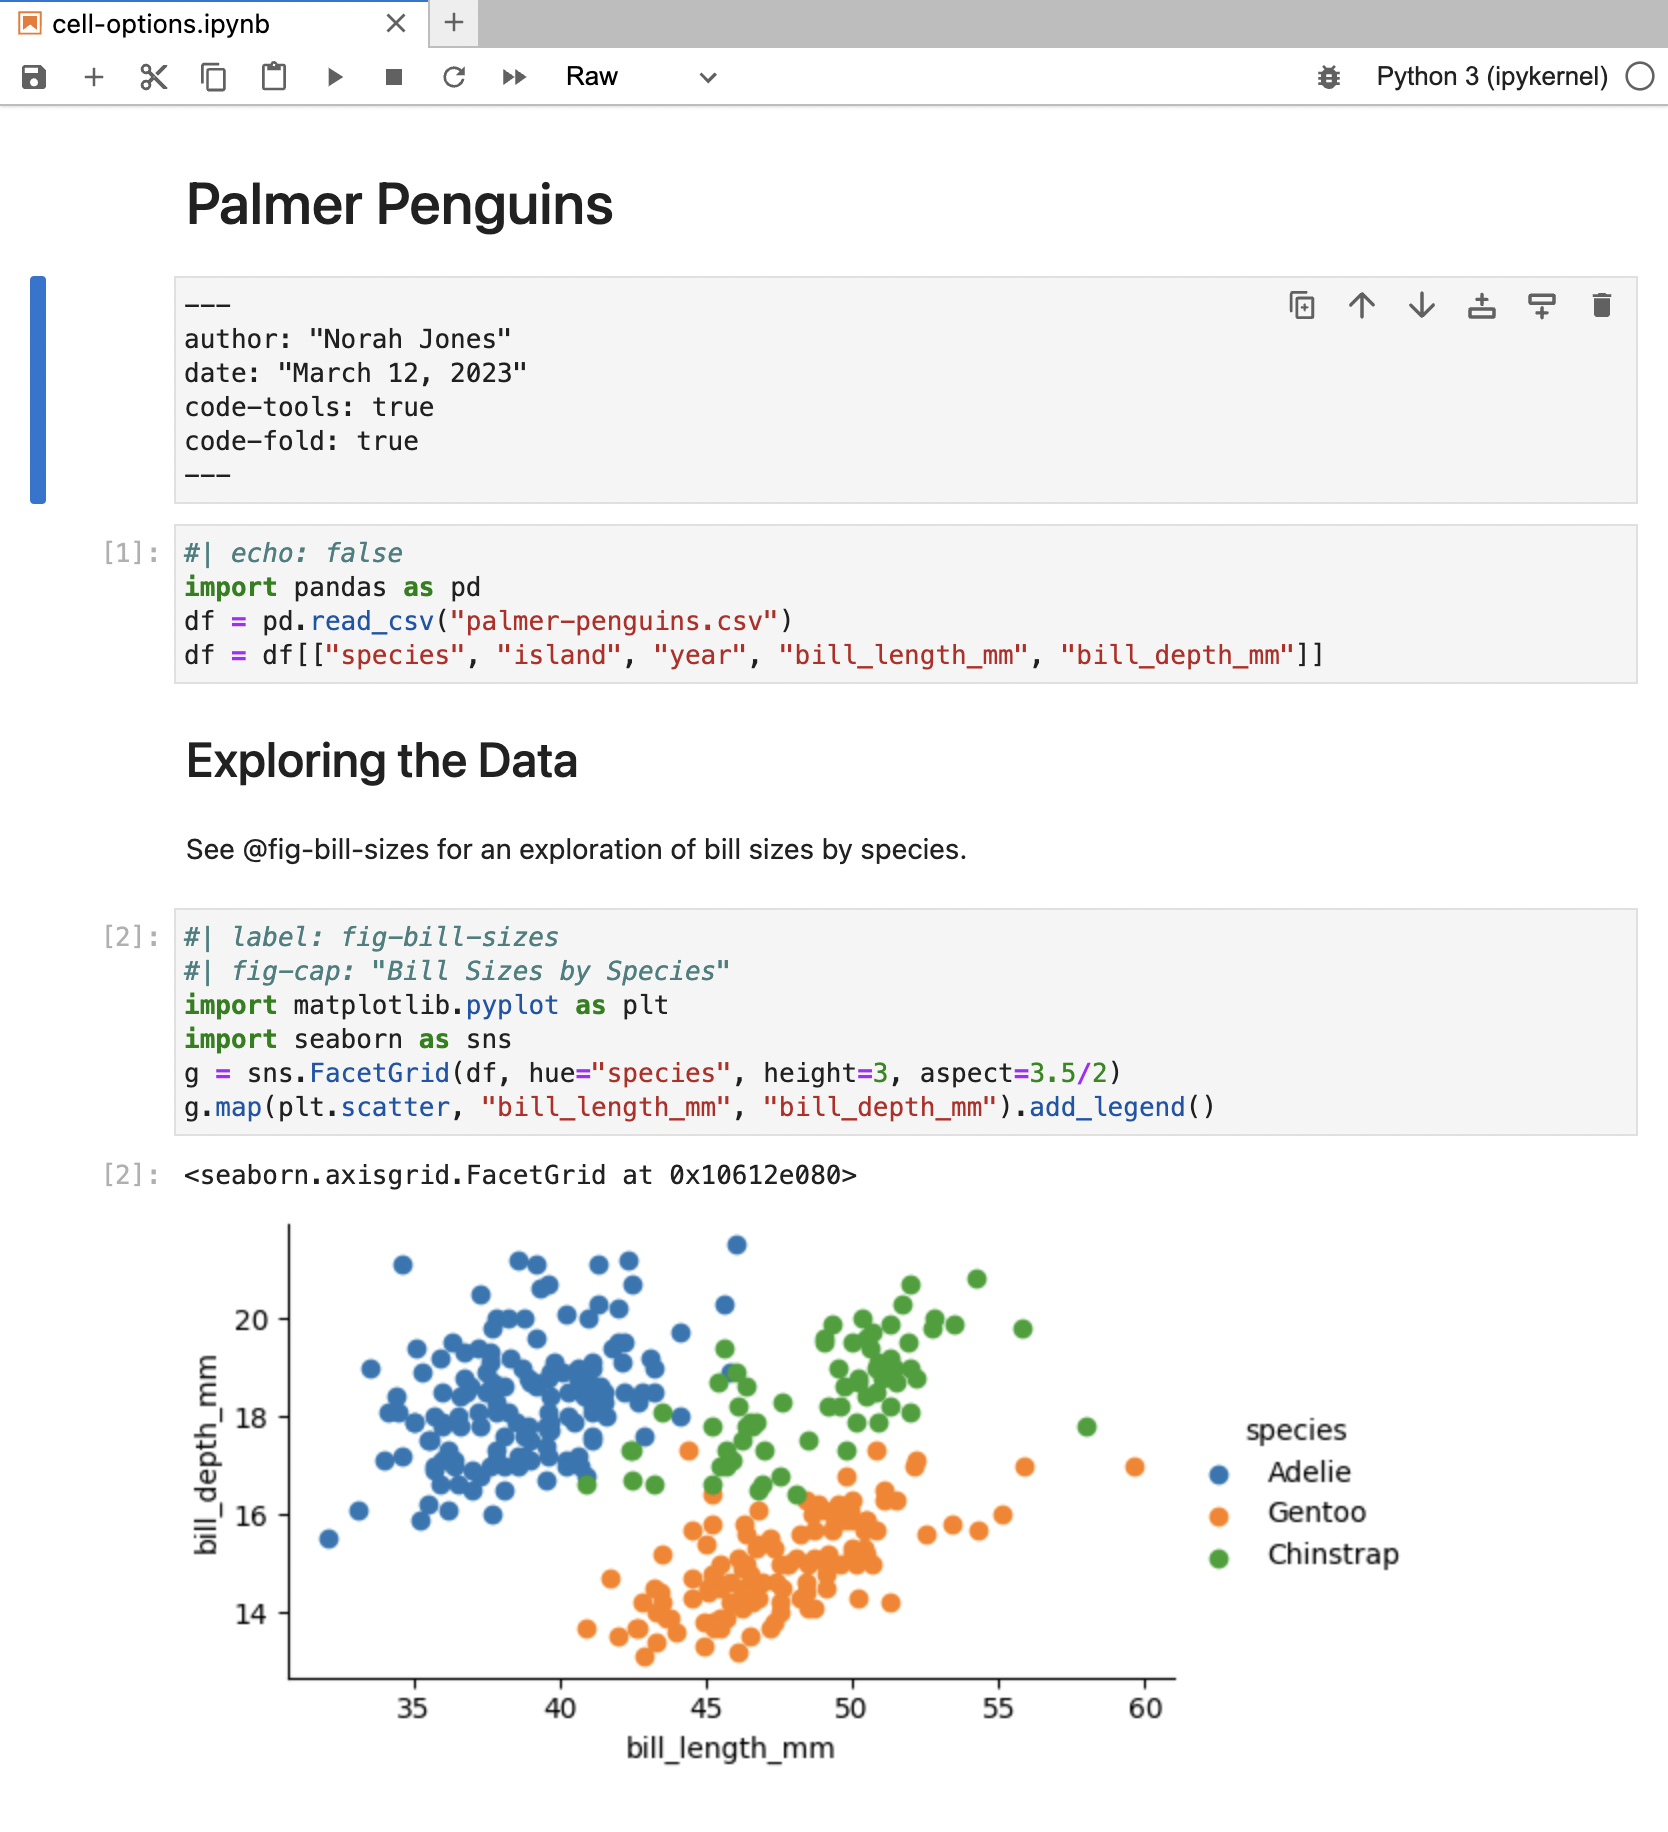 cell-options.ipynb
Raw
Python 3 (ipykernel)
Palmer Penguins
---
author: "Norah Jones"
date: "March 12, 2023"
code-tools: true
code-fold: true
---
[1]:
#| echo: false
import pandas as pd
df = pd.read_csv("palmer-penguins.csv")
df = df[["species", "island", "year", "bill_length_mm", "bill_depth_mm"]]
Exploring the Data
See @fig-bill-sizes for an exploration of bill sizes by species.
[2]:
#| label: fig-bill-sizes
#| fig-cap: "Bill Sizes by Species"
import matplotlib.pyplot as plt
import seaborn as sns
g = sns.FacetGrid(df, hue="species", height=3, aspect=3.5/2)
g.map(plt.scatter, "bill_length_mm", "bill_depth_mm").add_legend()
[2]:
<seaborn.axisgrid.FacetGrid at 0x10612e080>
bill_depth_mm
20
18
16
14
35 40 45 50 55 60
bill_length_mm
species
Adelie
Gentoo
Chinstrap